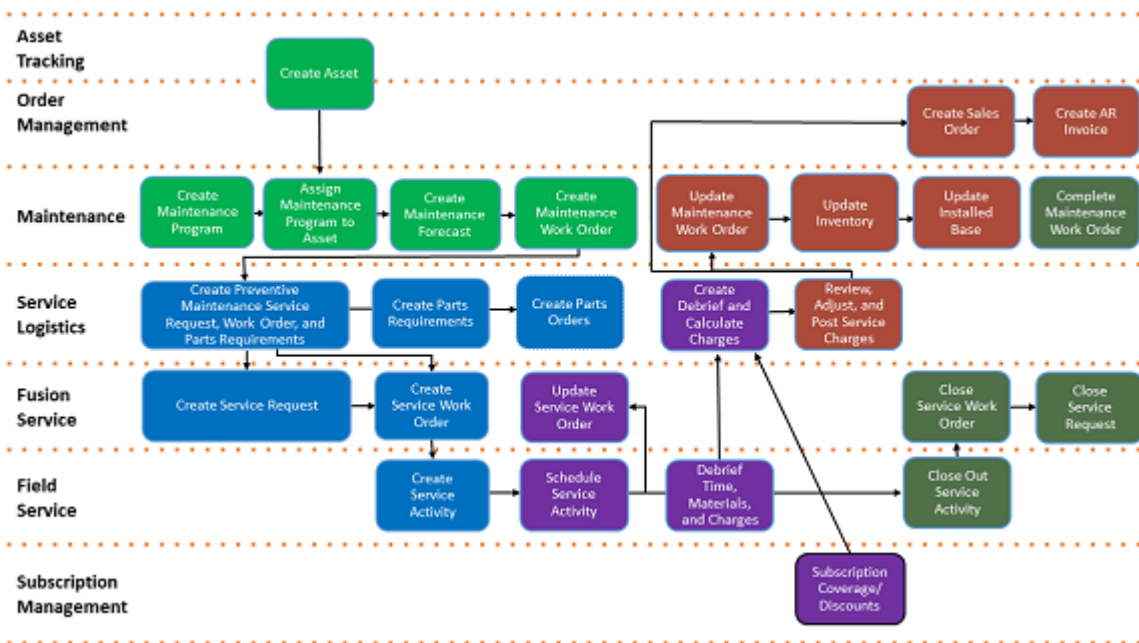 Asset
Tracking
Create Asset
Order
Management
Create Sales
Order
Create AR
Invoice
Maintenance
Create
Maintenance
Program
Assign
Maintenance
Program to
Asset
Create
Maintenance
Forecast
Create
Maintenance
Work Order
Update
Maintenance
Work Order
Update
Inventory
Update
Installed
Base
Complete
Maintenance
Work Order
Service
Logistics
Create Preventive
Maintenance Service
Request, Work Order, and
Parts Requirements
Create Parts
Requirements
Create Parts
Orders
Create
Debrief and
Calculate
Charges
Review,
Adjust, and
Post Service
Charges
Fusion
Service
Create Service Request
Create
Service Work
Order
Update
Service Work
Order
Close
Service Work
Order
Close
Service
Request
Field
Service
Create
Service
Activity
Schedule
Service
Activity
Debrief
Time,
Materials,
and Charges
Close Out
Service
Activity
Subscription
Management
Subscription
Coverage/
Discounts